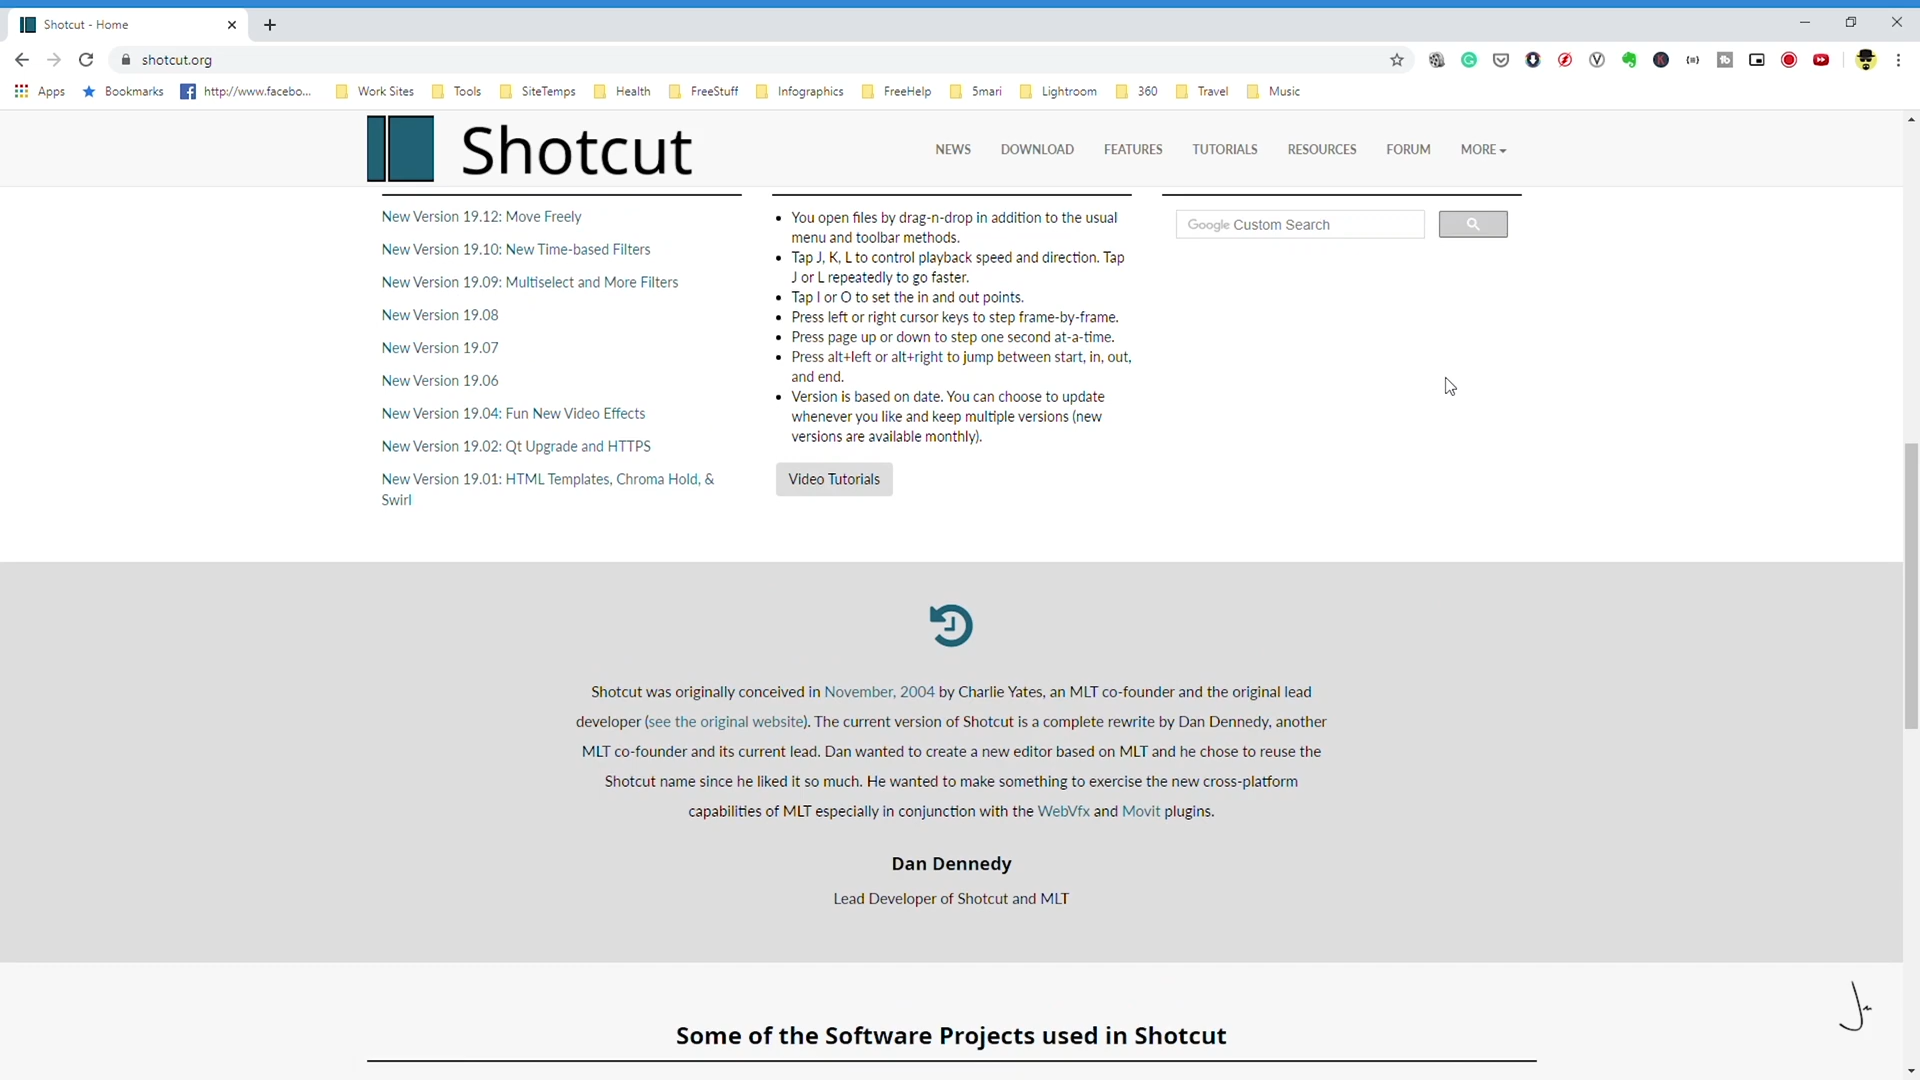 Shotcut - Home
shotcut.org
Apps
Bookmarks
http://www.facebo...
Work Sites
Tools
SiteTemps
Health
FreeStuff
Infographics
FreeHelp
5mari
Lightroom
360
Travel
Music
Shotcut
NEWS
DOWNLOAD
FEATURES
TUTORIALS
RESOURCES
FORUM
MORE
New Version 19.12: Move Freely
New Version 19.10: New Time-based Filters
New Version 19.09: Multiselect and More Filters
New Version 19.08
New Version 19.07
New Version 19.06
New Version 19.04: Fun New Video Effects
New Version 19.02: Qt Upgrade and HTTPS
New Version 19.01: HTML Templates, Chroma Hold, &
Swirl
You open files by drag-n-drop in addition to the usual
menu and toolbar methods.
Tap J, K, L to control playback speed and direction. Tap
J or L repeatedly to go faster.
Tap I or O to set the in and out points.
Press left or right cursor keys to step frame-by-frame.
Press page up or down to step one second at-a-time.
Press alt+left or alt+right to jump between start, in, out,
and end.
Version is based on date. You can choose to update
whenever you like and keep multiple versions (new
versions are available monthly).
Video Tutorials
Google Custom Search
Shotcut was originally conceived in November, 2004 by Charlie Yates, an MLT co-founder and the original lead
developer (see the original website). The current version of Shotcut is a complete rewrite by Dan Dennedy, another
MLT co-founder and its current lead. Dan wanted to create a new editor based on MLT and he chose to reuse the
Shotcut name since he liked it so much. He wanted to make something to exercise the new cross-platform
capabilities of MLT especially in conjunction with the WebVfx and Movit plugins.
Dan Dennedy
Lead Developer of Shotcut and MLT
Some of the Software Projects used in Shotcut